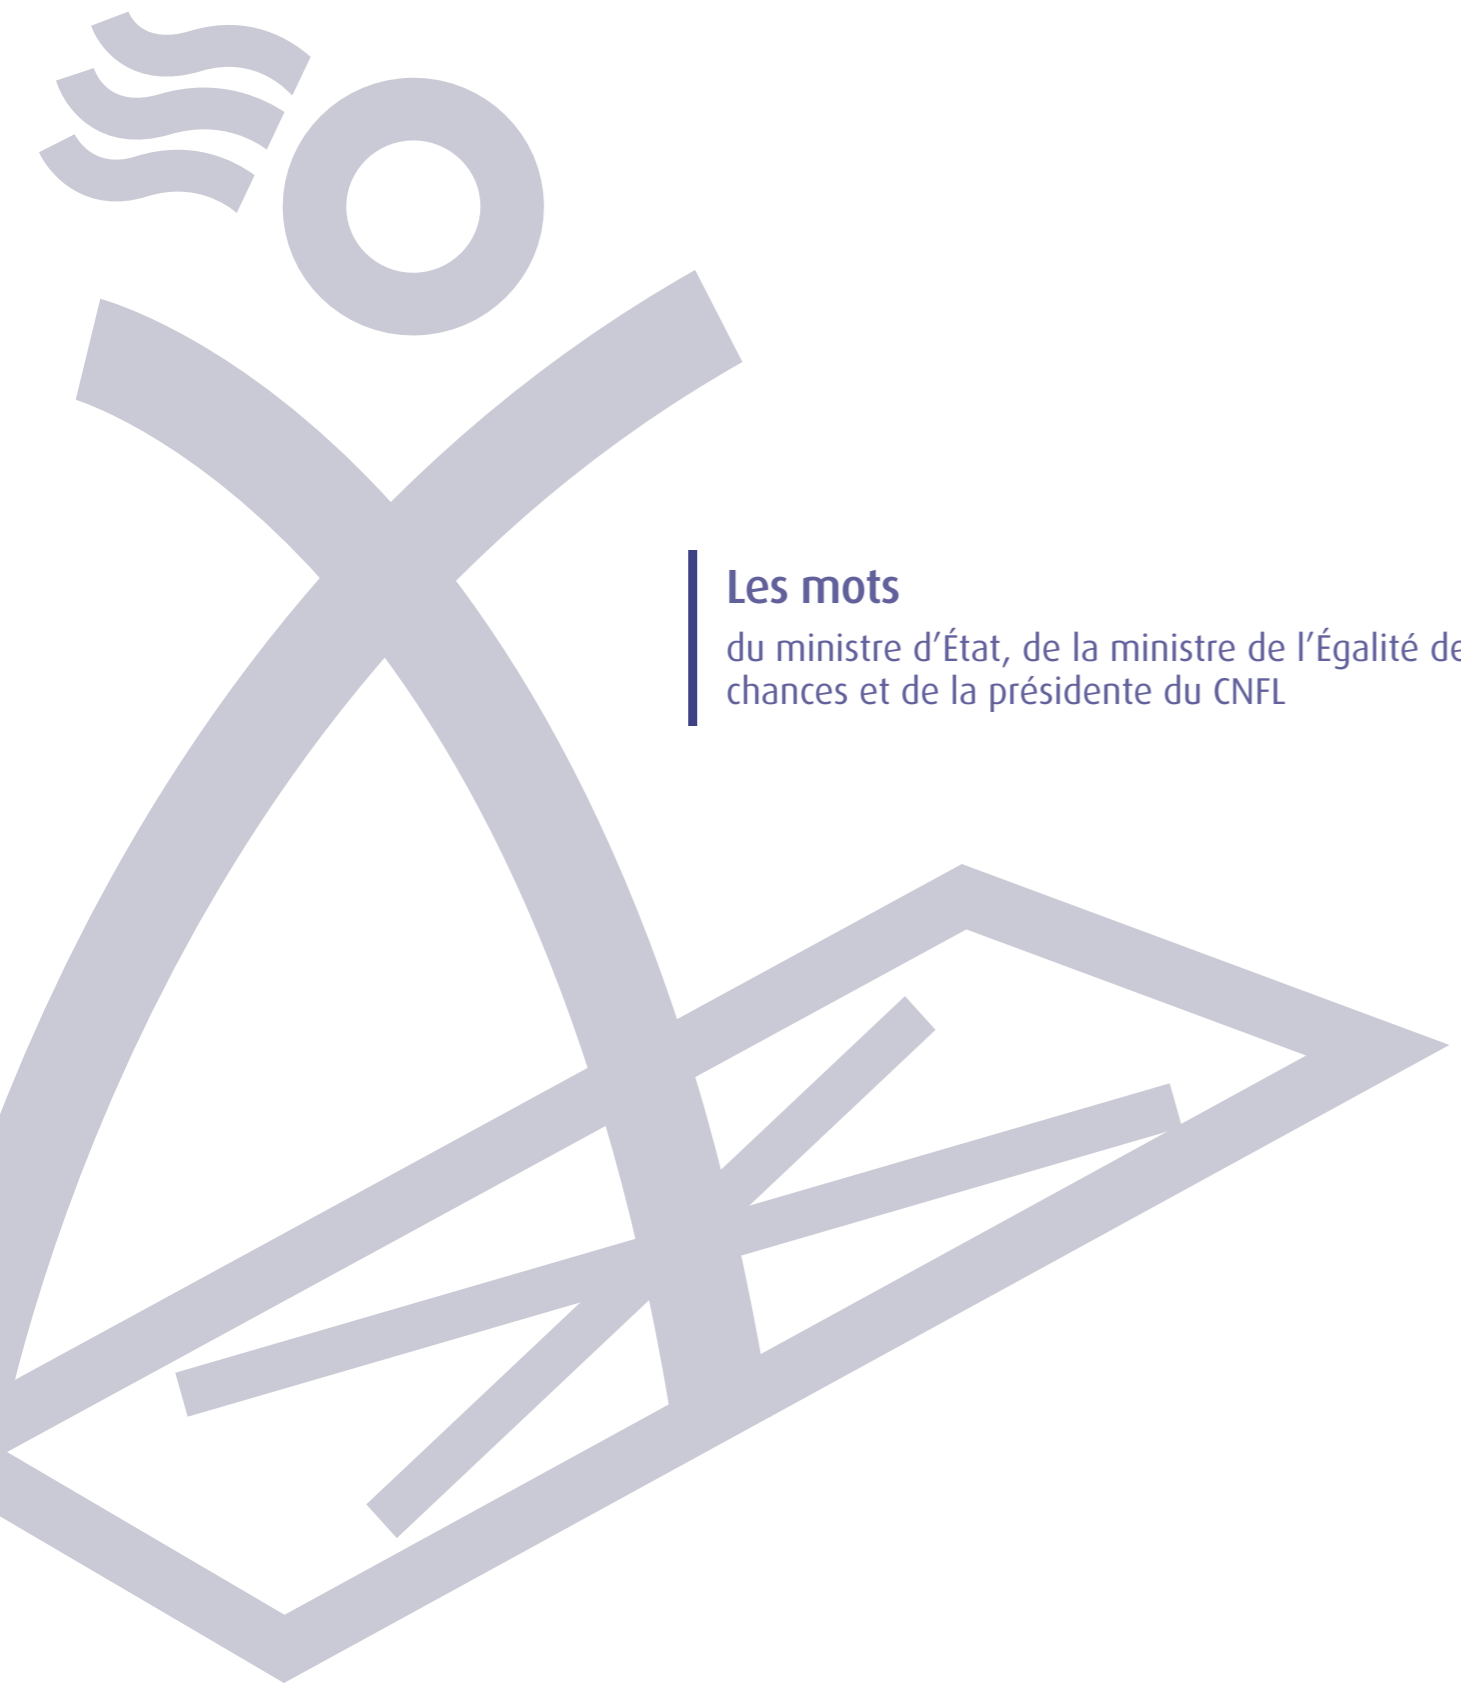 Les mots
du ministre d’État, de la ministre de l’Égalité de
chances et de la présidente du CNFL